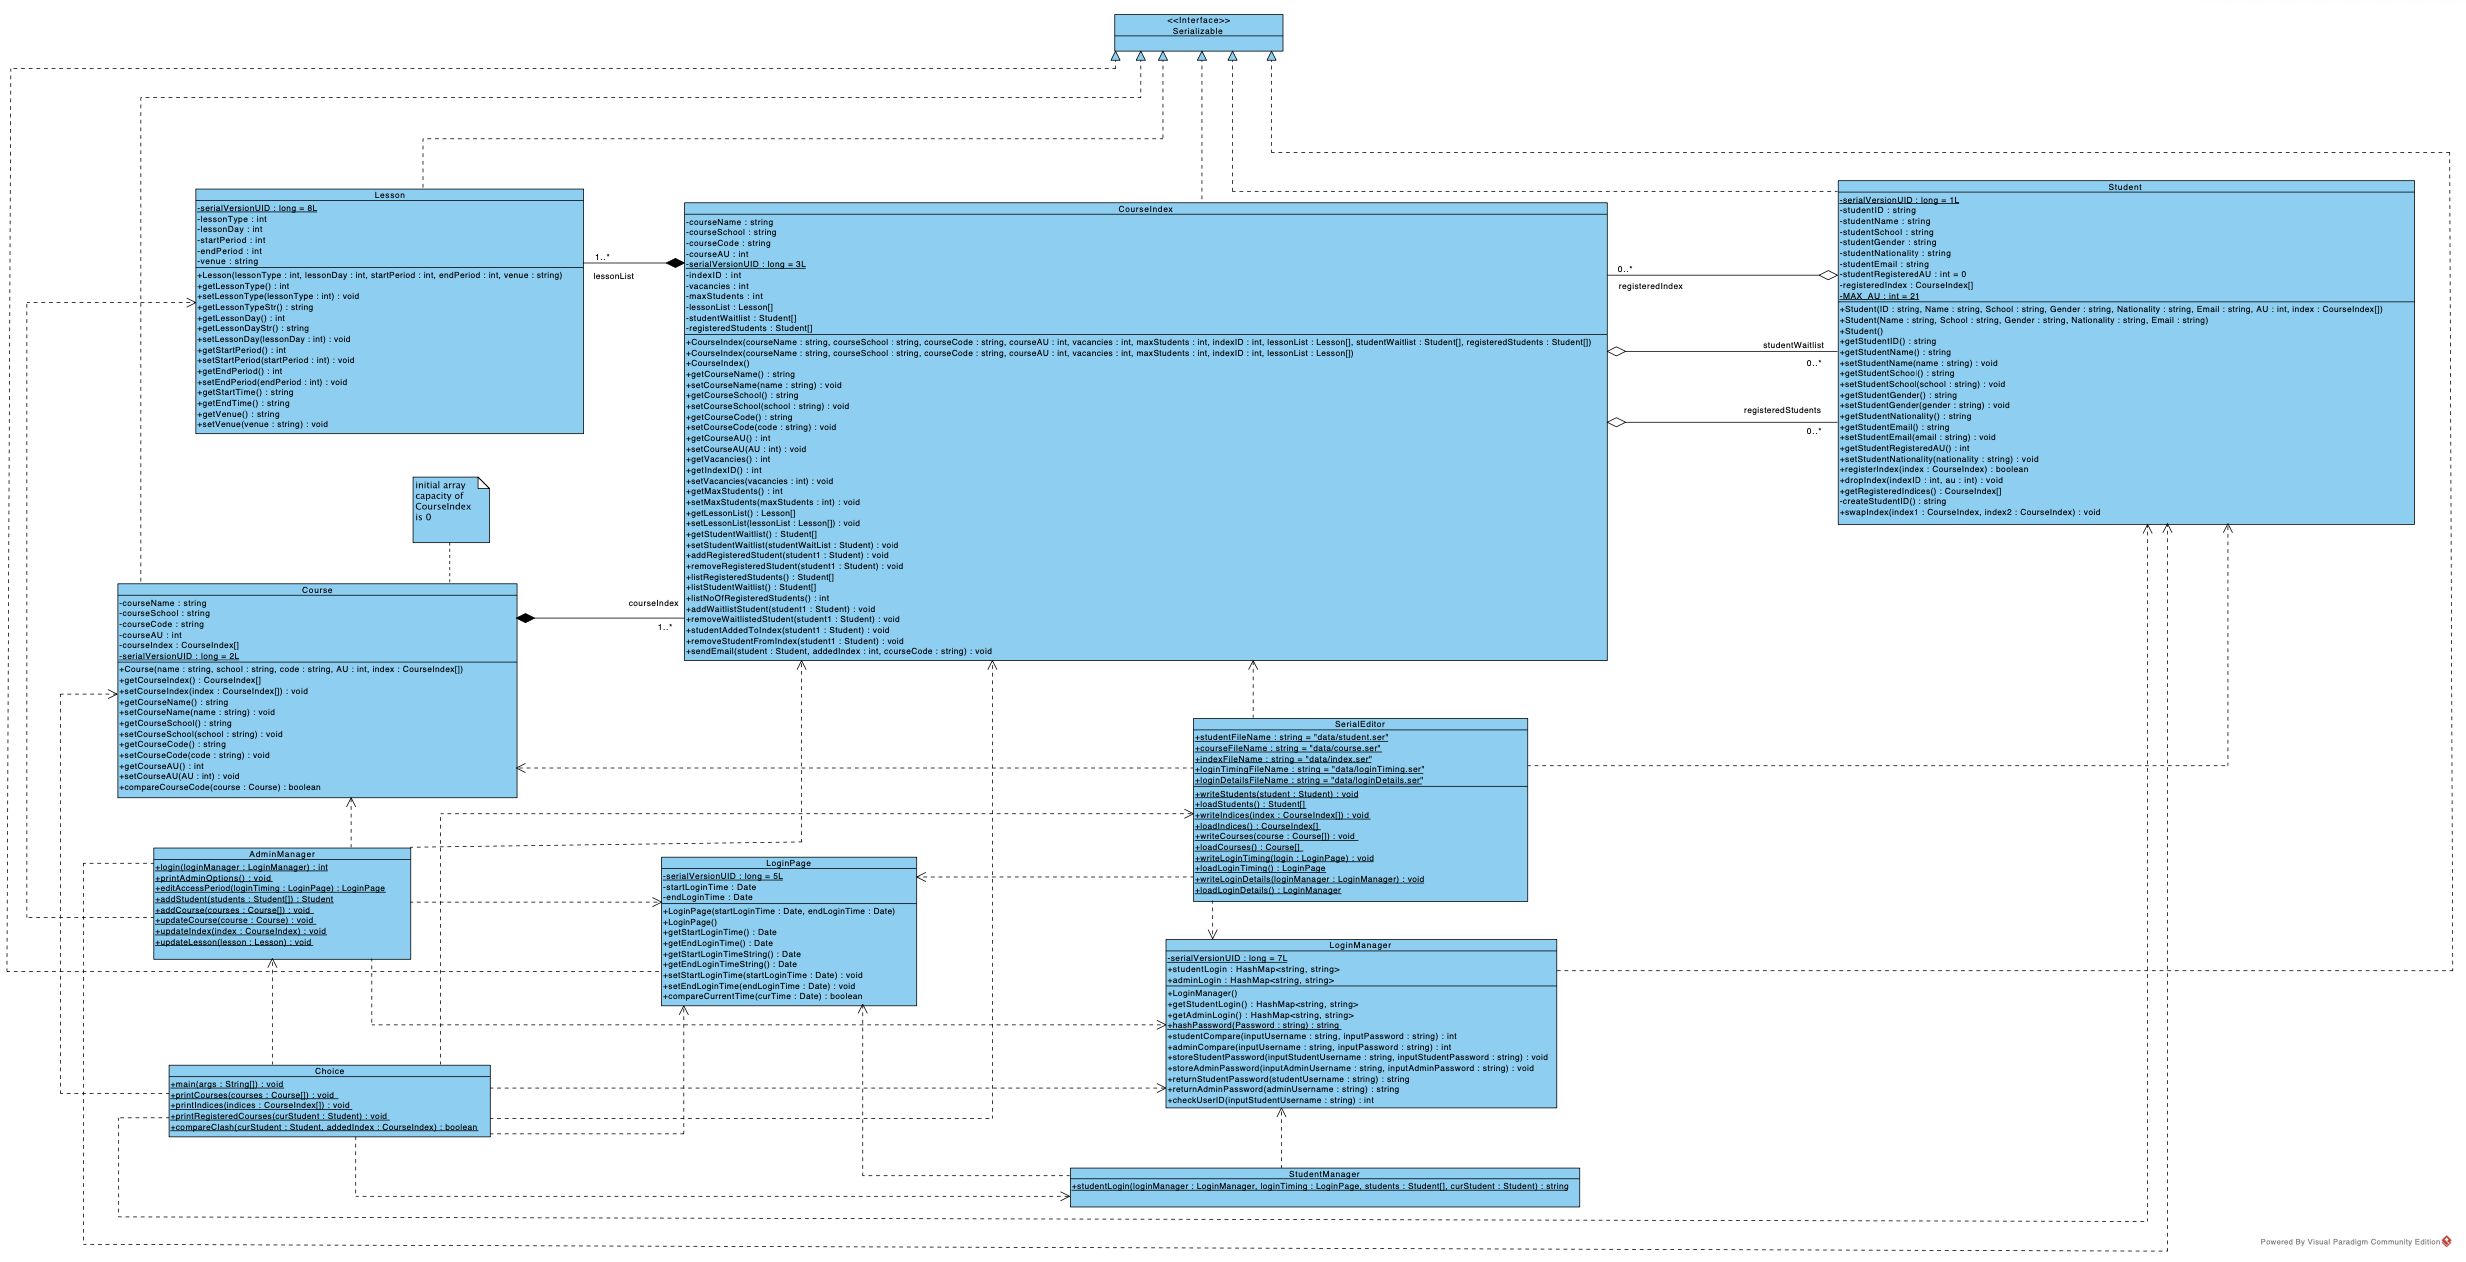 <<Interface>>
Serializable
Lesson
-serialVersionUID : long = 8L
-lessonType : int
-lessonDay : int
-startPeriod : int
-endPeriod : int
-venue : string
+Lesson(lessonType : int, lessonDay : int, startPeriod : int, endPeriod : int, venue : string)
+getLessonType() : int
+setLessonType(lessonType : int) : void
+getLessonTypeStr() : string
+getLessonDay() : int
+getLessonDayStr() : string
+setLessonDay(lessonDay : int) : void
+getStartPeriod() : int
+setStartPeriod(startPeriod : int) : void
+getEndPeriod() : int
+setEndPeriod(endPeriod : int) : void
+getStartTime() : string
+getEndTime() : string
+getVenue() : string
+setVenue(venue : string) : void
1..*
lessonList
CourseIndex
-courseName : string
-courseSchool : string
-courseCode : string
-courseAU : int
-serialVersionUID : long = 3L
-indexID : int
-vacancies : int
-maxStudents : int
-lessonList : Lesson[]
-studentWaitlist : Student[]
-registeredStudents : Student[]
+CourseIndex(courseName : string, courseSchool : string, courseCode : string, courseAU : int, vacancies : int, maxStudents : int, indexID : int, lessonList : Lesson[], studentWaitlist : Student[], registeredStudents : Student[])
+CourseIndex(courseName : string, courseSchool : string, courseCode : string, courseAU : int, vacancies : int, maxStudents : int, indexID : int, lessonList : Lesson[])
+CourseIndex()
+getCourseName() : string
+setCourseName(name : string) : void
+getCourseSchool() : string
+setCourseSchool(school : string) : void
+getCourseCode() : string
+setCourseCode(code : string) : void
+getCourseAU() : int
+setCourseAU(AU : int) : void
+getVacancies() : int
+getIndexID() : int
+setVacancies(vacancies : int) : void
+getMaxStudents() : int
+setMaxStudents(maxStudents : int) : void
+getLessonList() : Lesson[]
+setLessonList(lessonList : Lesson[]) : void
+getStudentWaitlist() : Student[]
+setStudentWaitlist(studentWaitList : Student) : void
+addRegisteredStudent(student1 : Student) : void
+removeRegisteredStudent(student1 : Student) : void
+listRegisteredStudents() : Student[]
+listStudentWaitlist() : Student[]
+listNoOfRegisteredStudents() : int
+addWaitlistStudent(student1 : Student) : void
+removeWaitlistedStudent(student1 : Student) : void
+studentAddedToIndex(student1 : Student) : void
+removeStudentFromIndex(student1 : Student) : void
+sendEmail(student : Student, addedIndex : int, courseCode : string) : void
0..*
registeredIndex
studentWaitlist
0..*
registeredStudents
0..*
Student
-serialVersionUID : long = 1L
-studentID : string
-studentName : string
-studentSchool : string
-studentGender : string
-studentNationality : string
-studentEmail : string
-studentRegisteredAU : int = 0
-registeredIndex : CourseIndex[]
-MAX_AU : int = 21
+Student(ID : string, Name : string, School : string, Gender : string, Nationality : string, Email : string, AU : int, index : CourseIndex[])
+Student(Name : string, School : string, Gender : string, Nationality : string, Email : string)
+Student()
+getStudentID() : string
+getStudentName() : string
+setStudentName(name : string) : void
+getStudentSchool() : string
+setStudentSchool(school : string) : void
+getStudentGender() : string
+setStudentGender(gender : string) : void
+getStudentNationality() : string
+getStudentEmail() : string
+setStudentEmail(email : string) : void
+getStudentRegisteredAU() : int
+setStudentNationality(nationality : string) : void
+registerIndex(index : CourseIndex) : boolean
+dropIndex(indexID : int, au : int) : void
+getRegisteredIndices() : CourseIndex[]
-createStudentID() : string
+swapIndex(index1 : CourseIndex, index2 : CourseIndex) : void
initial array
capacity of
CourseIndex
is 0
Course
-courseName : string
-courseSchool : string
-courseCode : string
-courseAU : int
-courseIndex : CourseIndex[]
-serialVersionUID : long = 2L
+Course(name : string, school : string, code : string, AU : int, index : CourseIndex[])
+getCourseIndex() : CourseIndex[]
+setCourseIndex(index : CourseIndex[]) : void
+getCourseName() : string
+setCourseName(name : string) : void
+getCourseSchool() : string
+setCourseSchool(school : string) : void
+getCourseCode() : string
+setCourseCode(code : string) : void
+getCourseAU() : int
+setCourseAU(AU : int) : void
+compareCourseCode(course : Course) : boolean
courseIndex
1..*
SerialEditor
+studentFileName : string = "data/student.ser"
+courseFileName : string = "data/course.ser"
+indexFileName : string = "data/index.ser"
+loginTimingFileName : string = "data/loginTiming.ser"
+loginDetailsFileName : string = "data/loginDetails.ser"
+writeStudents(student : Student) : void
+loadStudents() : Student[]
+writeIndices(index : CourseIndex[]) : void
+loadIndices() : CourseIndex[]
+writeCourses(course : Course[]) : void
+loadCourses() : Course[]
+writeLoginTiming(login : LoginPage) : void
+loadLoginTiming() : LoginPage
+writeLoginDetails(loginManager : LoginManager) : void
+loadLoginDetails() : LoginManager
AdminManager
+login(loginManager : LoginManager) : int
+printAdminOptions() : void
+editAccessPeriod(loginTiming : LoginPage) : LoginPage
+addStudent(students : Student[]) : Student
+addCourse(courses : Course[]) : void
+updateCourse(course : Course) : void
+updateIndex(index : CourseIndex) : void
+updateLesson(lesson : Lesson) : void
LoginPage
-serialVersionUID : long = 5L
-startLoginTime : Date
-endLoginTime : Date
+LoginPage(startLoginTime : Date, endLoginTime : Date)
+LoginPage()
+getStartLoginTime() : Date
+getEndLoginTime() : Date
+getStartLoginTimeString() : Date
+getEndLoginTimeString() : Date
+setStartLoginTime(startLoginTime : Date) : void
+setEndLoginTime(endLoginTime : Date) : void
+compareCurrentTime(curTime : Date) : boolean
LoginManager
-serialVersionUID : long = 7L
+studentLogin : HashMap<string, string>
+adminLogin : HashMap<string, string>
+LoginManager()
+getStudentLogin() : HashMap<string, string>
+getAdminLogin() : HashMap<string, string>
+hashPassword(Password : string) : string
+studentCompare(inputUsername : string, inputPassword : string) : int
+adminCompare(inputUsername : string, inputPassword : string) : int
+storeStudentPassword(inputStudentUsername : string, inputStudentPassword : string) : void
+storeAdminPassword(inputAdminUsername : string, inputAdminPassword : string) : void
+returnStudentPassword(studentUsername : string) : string
+returnAdminPassword(adminUsername : string) : string
+checkUserID(inputStudentUsername : string) : int
Choice
+main(args : String[]) : void
+printCourses(courses : Course[]) : void
+printIndices(indices : CourseIndex[]) : void
+printRegisteredCourses(curStudent : Student) : void
+compareClash(curStudent : Student, addedIndex : CourseIndex) : boolean
StudentManager
+studentLogin(loginManager : LoginManager, loginTiming : LoginPage, students : Student[], curStudent : Student) : string
Powered By Visual Paradigm Community Edition